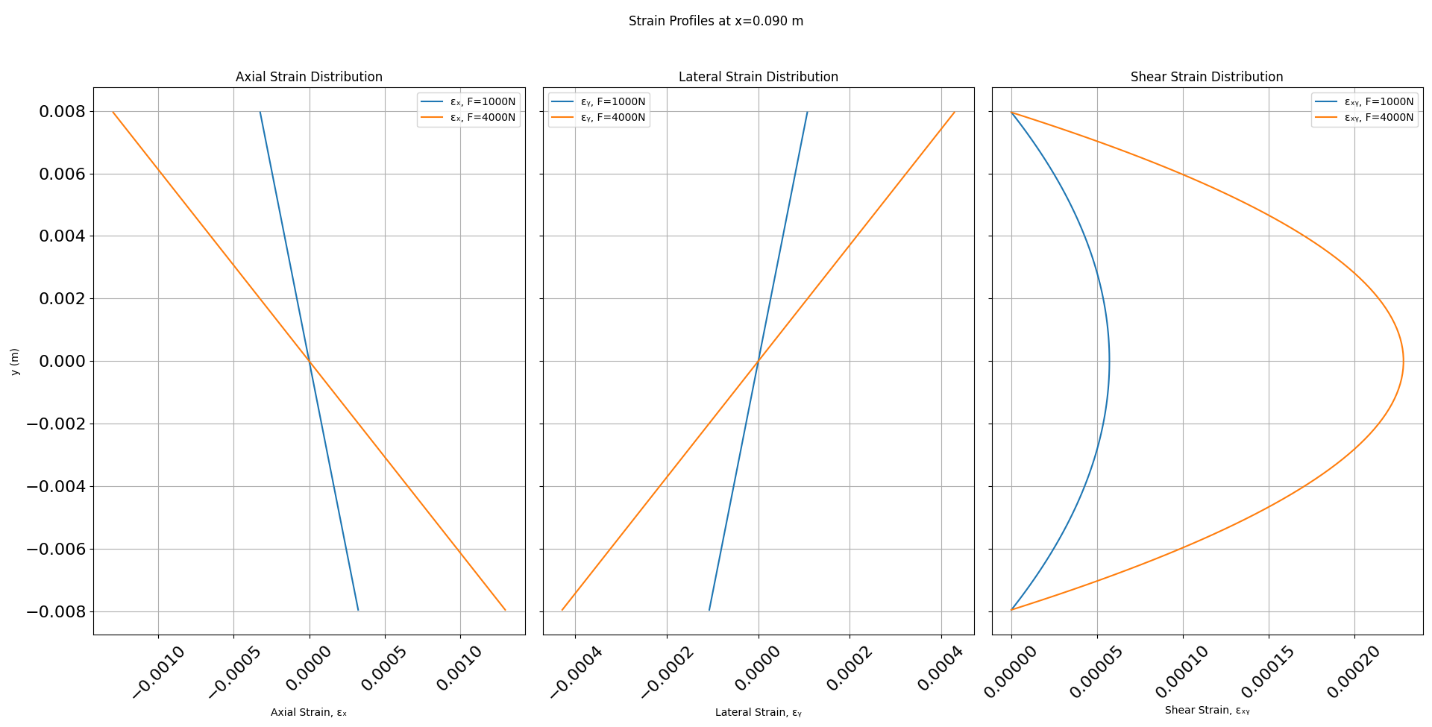 Strain Profiles at x=0.090 m
Axial Strain Distribution
εₓ, F=1000N
εₓ, F=4000N
y (m)
0.008
0.006
0.004
0.002
0.000
−0.002
−0.004
−0.006
−0.008
−0.0010
−0.0005
0.0000
0.0005
0.0010
Axial Strain, εₓ
Lateral Strain Distribution
εᵧ, F=1000N
εᵧ, F=4000N
−0.0004
−0.0002
0.0000
0.0002
0.0004
Lateral Strain, εᵧ
Shear Strain Distribution
εₓᵧ, F=1000N
εₓᵧ, F=4000N
0.00000
0.00005
0.00010
0.00015
0.00020
Shear Strain, εₓᵧ